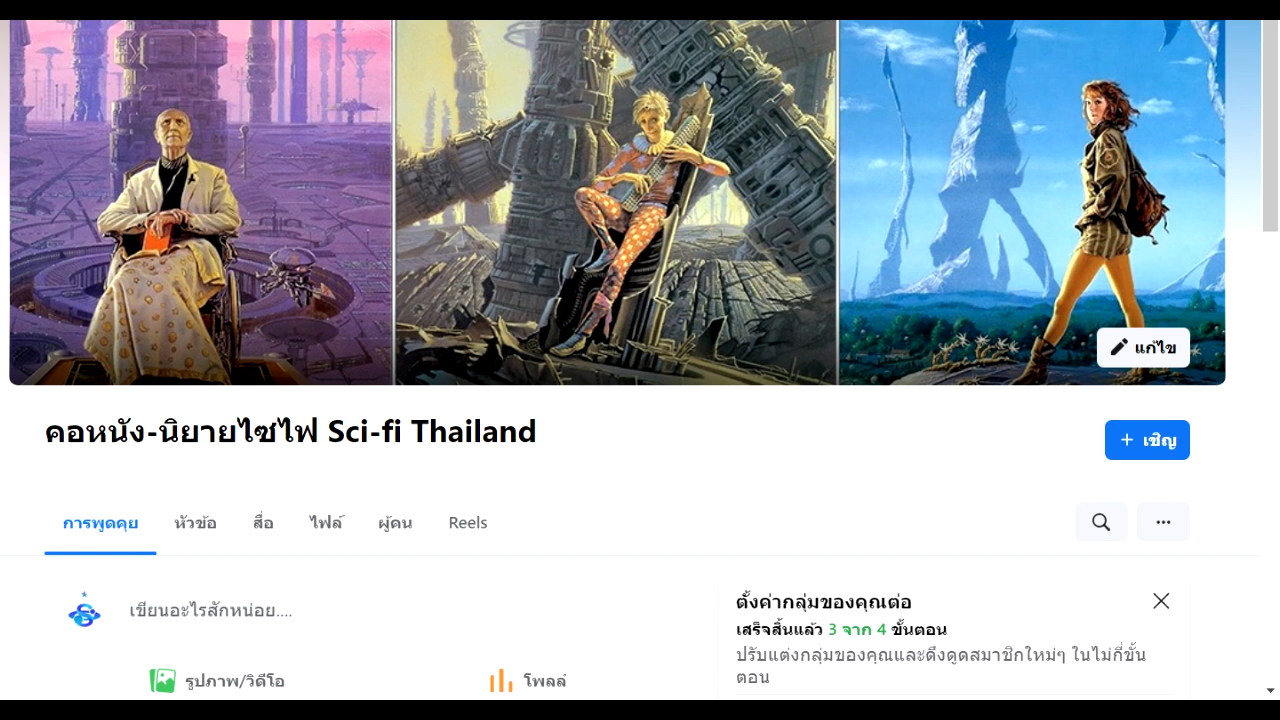 แก้ไข
คอหนัง-นิยายไซไฟ Sci-fi Thailand
+ เชิญ
การพูดคุย หัวข้อ สื่อ ไฟล์ ผู้คน Reels
เขียนอะไรสักหน่อย....
รูปภาพ/วิดีโอ โพลล์
ตั้งค่ากลุ่มของคุณต่อ
เสร็จสิ้นแล้ว 3 จาก 4 ขั้นตอน
ปรับแต่งกลุ่มของคุณและดึงดูดสมาชิกใหม่ๆ ในไม่กี่ขั้น
ตอน